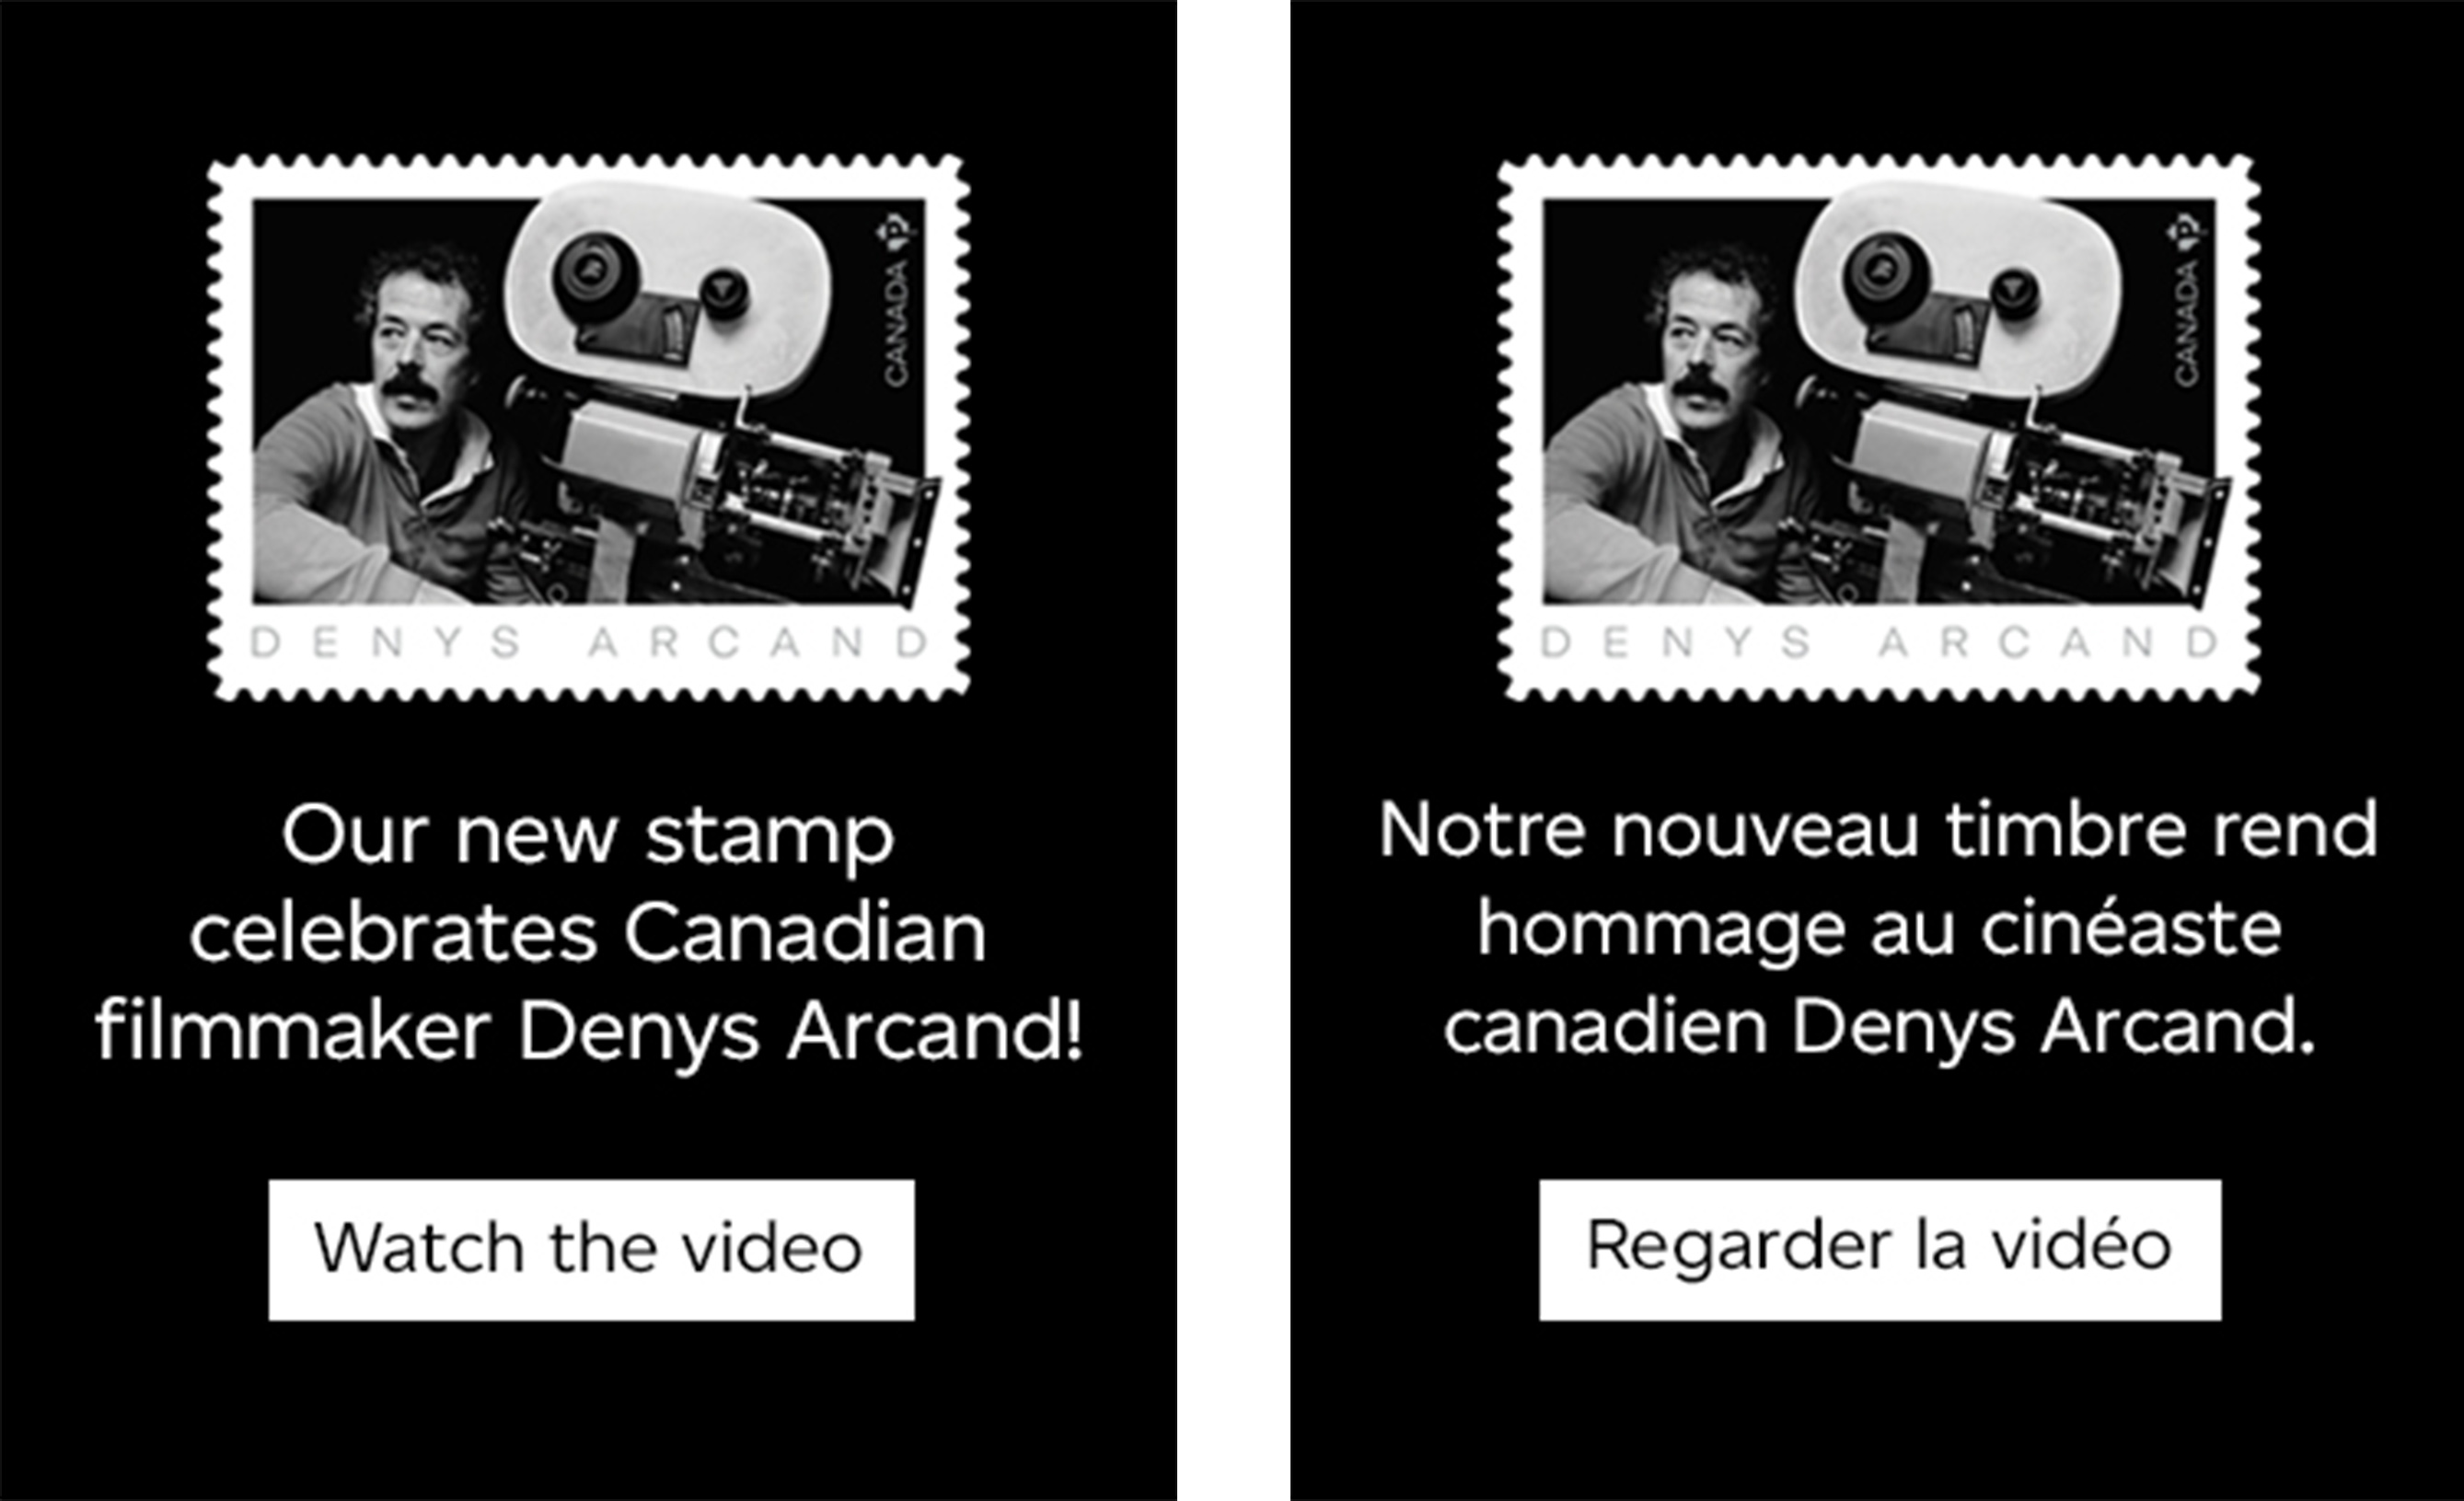 CANADA
P
DENYS ARCAND
Our new stamp
celebrates Canadian
filmmaker Denys Arcand!
Watch the video
CANADA
P
DENYS ARCAND
Notre nouveau timbre rend
hommage au cinéaste
canadien Denys Arcand.
Regarder la vidéo